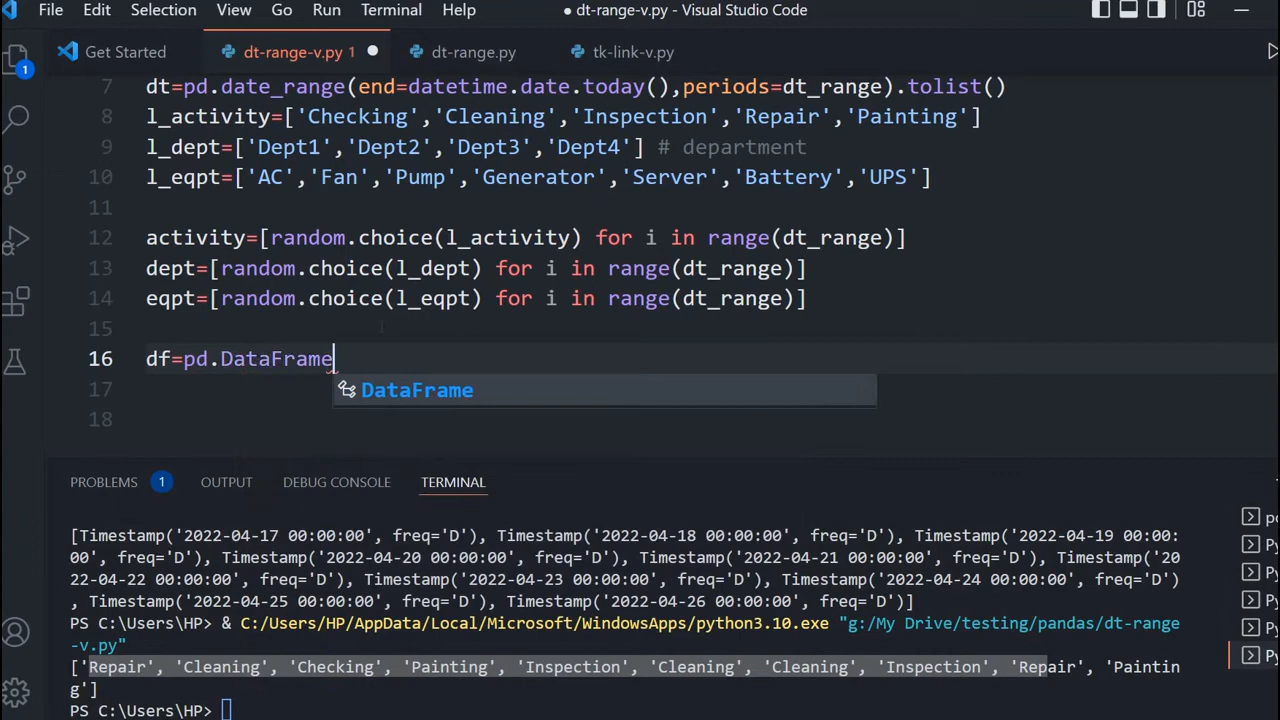 File Edit Selection View Go Run Terminal Help ● dt-range-v.py - Visual Studio Code
Get Started dt-range-v.py 1 ● dt-range.py tk-link-v.py
1
7 dt=pd.date_range(end=datetime.date.today(),periods=dt_range).tolist()
8 l_activity=['Checking','Cleaning','Inspection','Repair','Painting']
9 l_dept=['Dept1','Dept2','Dept3','Dept4'] # department
10 l_eqpt=['AC','Fan','Pump','Generator','Server','Battery','UPS']
11
12 activity=[random.choice(l_activity) for i in range(dt_range)]
13 dept=[random.choice(l_dept) for i in range(dt_range)]
14 eqpt=[random.choice(l_eqpt) for i in range(dt_range)]
15
16 df=pd.DataFrame
17 DataFrame
18
PROBLEMS 1 OUTPUT DEBUG CONSOLE TERMINAL
[Timestamp('2022-04-17 00:00:00', freq='D'), Timestamp('2022-04-18 00:00:00', freq='D'), Timestamp('2022-04-19 00:00:
00', freq='D'), Timestamp('2022-04-20 00:00:00', freq='D'), Timestamp('2022-04-21 00:00:00', freq='D'), Timestamp('20
22-04-22 00:00:00', freq='D'), Timestamp('2022-04-23 00:00:00', freq='D'), Timestamp('2022-04-24 00:00:00', freq='D')
, Timestamp('2022-04-25 00:00:00', freq='D'), Timestamp('2022-04-26 00:00:00', freq='D')]
PS C:\Users\HP> & C:/Users/HP/AppData/Local/Microsoft/WindowsApps/python3.10.exe "g:/My Drive/testing/pandas/dt-range
-v.py"
['Repair', 'Cleaning', 'Checking', 'Painting', 'Inspection', 'Cleaning', 'Cleaning', 'Inspection', 'Repair', 'Paintin
g']
PS C:\Users\HP>
po
Py
Py
Py
Py
Py